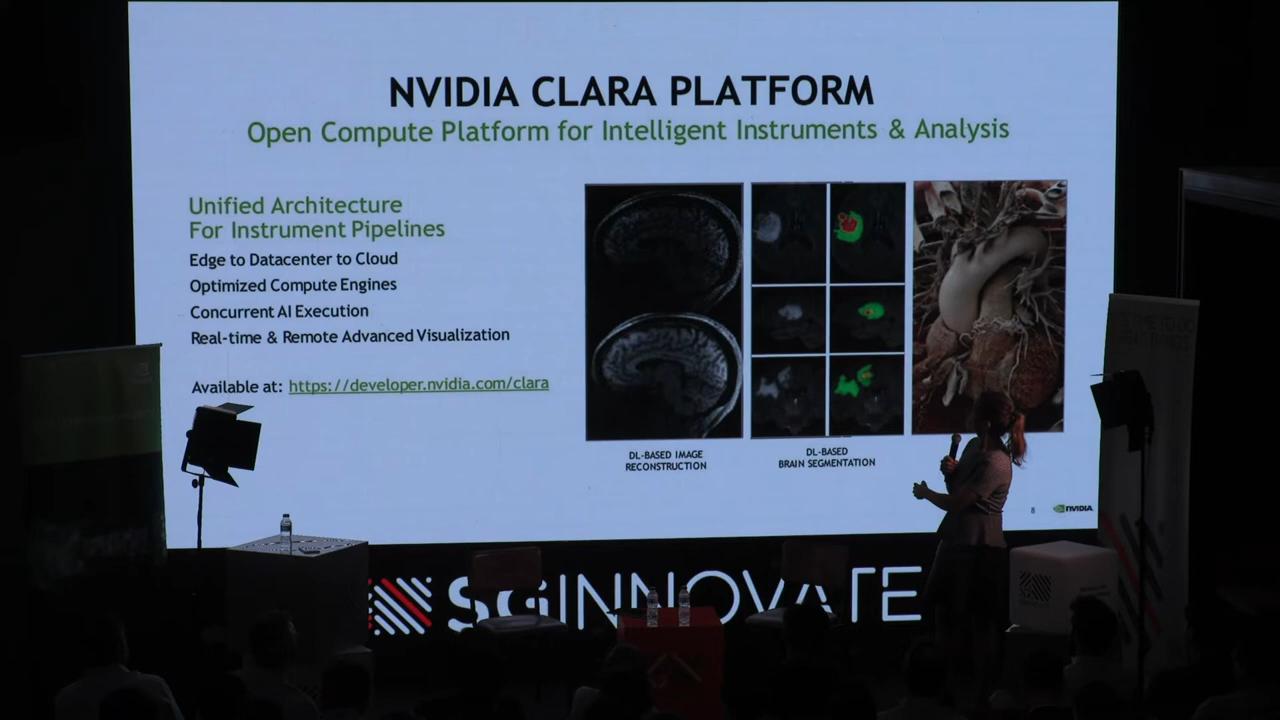 NVIDIA CLARA PLATFORM
Open Compute Platform for Intelligent Instruments & Analysis
Unified Architecture
For Instrument Pipelines
Edge to Datacenter to Cloud
Optimized Compute Engines
Concurrent AI Execution
Real-time & Remote Advanced Visualization
Available at: https://developer.nvidia.com/clara
DL-BASED IMAGE
RECONSTRUCTION
DL-BASED
BRAIN SEGMENTATION
8
NVIDIA.
SGINNOVATE